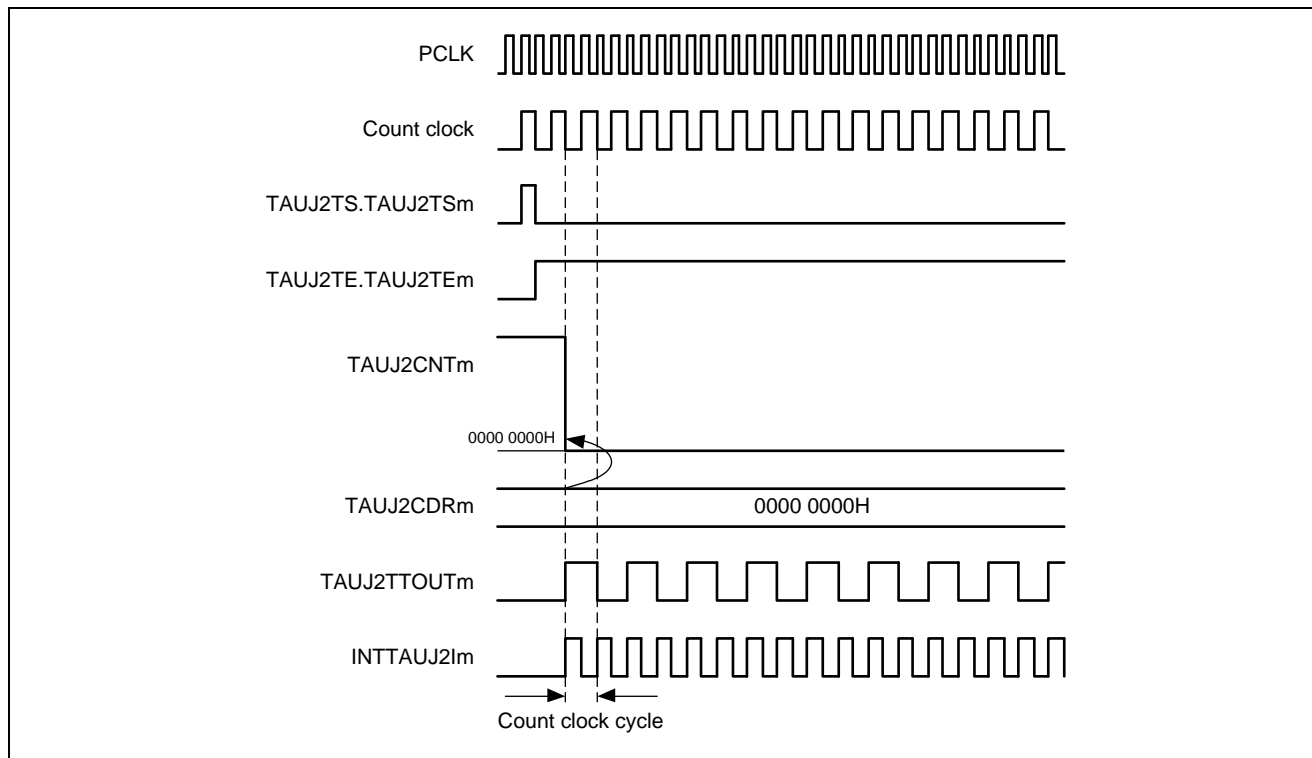 PCLK
Count clock
TAUJ2TS.TAUJ2TSm
TAUJ2TE.TAUJ2TEm
TAUJ2CNTm
0000 0000H
TAUJ2CDRm
0000 0000H
TAUJ2TTOUTm
INTTAUJ2Im
Count clock cycle